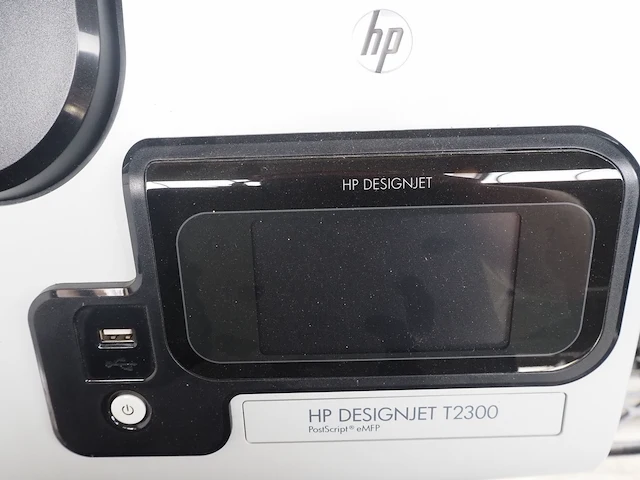 hp
HP DESIGNJET
HP DESIGNJET T2300
PostScript® eMFP